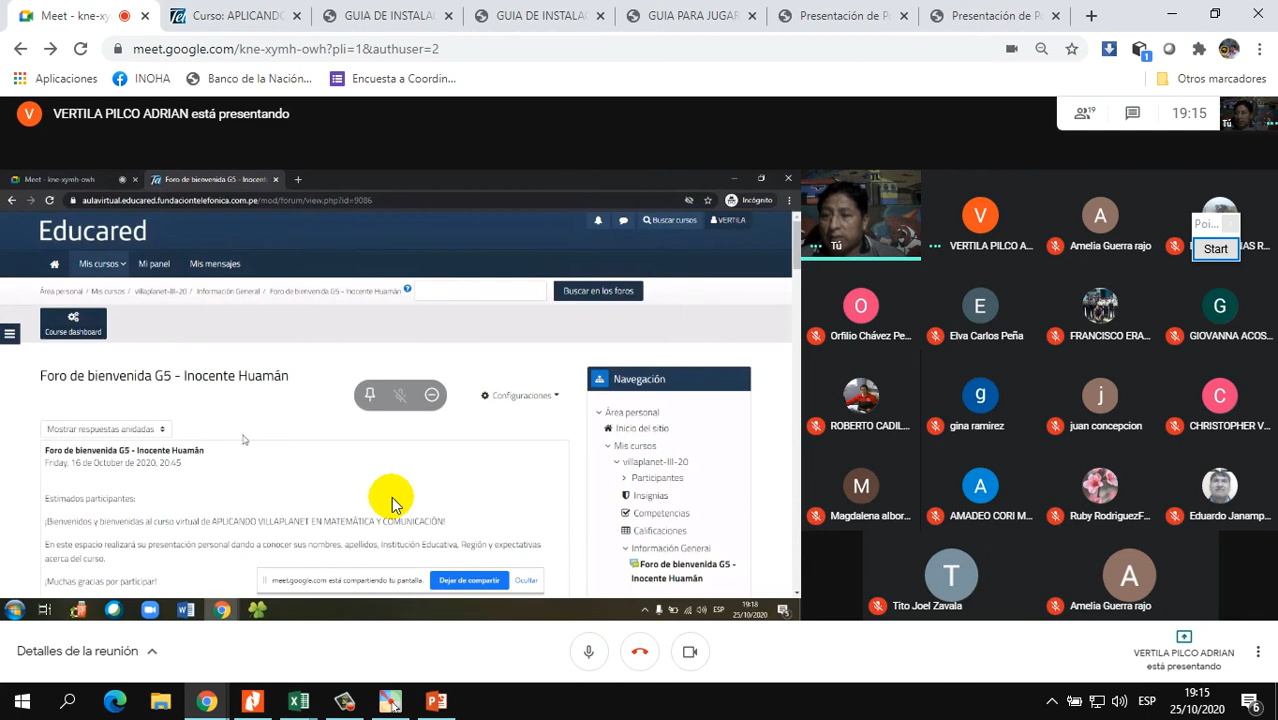 Meet - kne-xymh-owh
Curso: APLICANDO
GUIA DE INSTALA
GUIA DE INSTALA
GUIA PARA JUGAR
Presentación de Po
Presentación de Po
meet.google.com/kne-xymh-owh?pli=1&authuser=2
Aplicaciones
INOHA
Banco de la Nación...
Encuesta a Coordin...
Otros marcadores
V
VERTILA PILCO ADRIAN está presentando
19
19:15
Tú
Meet - kne-xymh-owh
Foro de bienvenida G5 - Inocent
aulavirtual.educared.fundaciontelefonica.com.pe/mod/forum/view.php?id=9086
Incógnito
Educared
Buscar cursos
VERTILA
Mis cursos
Mi panel
Mis mensajes
Área personal / Mis cursos / villaplanet-III-20 / Información General / Foro de bienvenida G5 - Inocente Huamán
Buscar en los foros
Course dashboard
Foro de bienvenida G5 - Inocente Huamán
Configuraciones
Mostrar respuestas anidadas
Foro de bienvenida G5 - Inocente Huamán
Friday, 16 de October de 2020, 20:45
Estimados participantes:
¡Bienvenidos y bienvenidas al curso virtual de APLICANDO VILLAPLANET EN MATEMÁTICA Y COMUNICACIÓN!
En este espacio realizará su presentación personal dando a conocer sus nombres, apellidos, Institución Educativa, Región y expectativas
acerca del curso.
¡Muchas gracias por participar!
Navegación
Área personal
Inicio del sitio
Mis cursos
villaplanet-III-20
Participantes
Insignias
Competencias
Calificaciones
Información General
Foro de bienvenida G5 -
Inocente Huamán
meet.google.com está compartiendo tu pantalla.
Dejar de compartir
Ocultar
ESP
19:18
25/10/2020
Tú
V
VERTILA PILCO A...
A
Amelia Guerra rajo
Poi...
Start
O
Orfilio Chávez Pe...
E
Elva Carlos Peña
FRANCISCO ERA...
G
GIOVANNA ACOS...
ROBERTO CADIL...
g
gina ramirez
j
juan concepcion
C
CHRISTOPHER V...
M
Magdalena albor...
A
AMADEO CORI M...
Ruby RodriguezF...
Eduardo Janamp...
T
Tito Joel Zavala
A
Amelia Guerra rajo
Detalles de la reunión
VERTILA PILCO ADRIAN
está presentando
ESP
19:15
25/10/2020
6